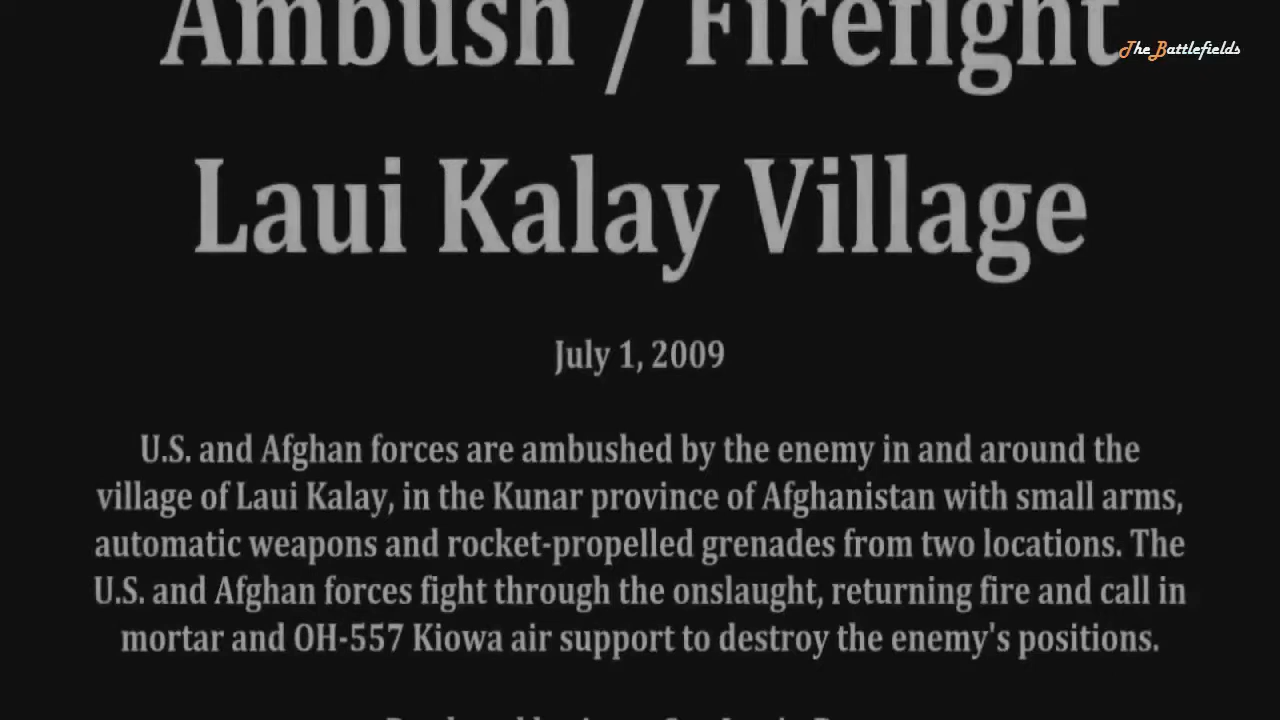 Ambush / Firefight
TheBattlefields
Laui Kalay Village
July 1, 2009
U.S. and Afghan forces are ambushed by the enemy in and around the
village of Laui Kalay, in the Kunar province of Afghanistan with small arms,
automatic weapons and rocket-propelled grenades from two locations. The
U.S. and Afghan forces fight through the onslaught, returning fire and call in
mortar and OH-557 Kiowa air support to destroy the enemy's positions.